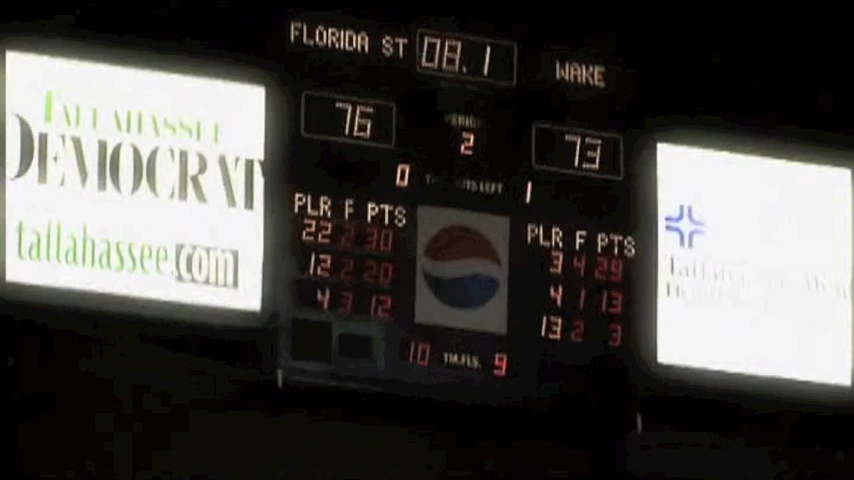 FLORIDA ST 08.1 WAKE
76 PERIOD 73
2
0 TIMEOUTS LEFT 1
TALLAHASSEE
DEMOCRAT
tallahassee.com
PLR F PTS
22 2 30
12 2 20
4 3 12
PLR F PTS
3 4 29
4 1 13
13 2 3
10 TM.FLS. 9